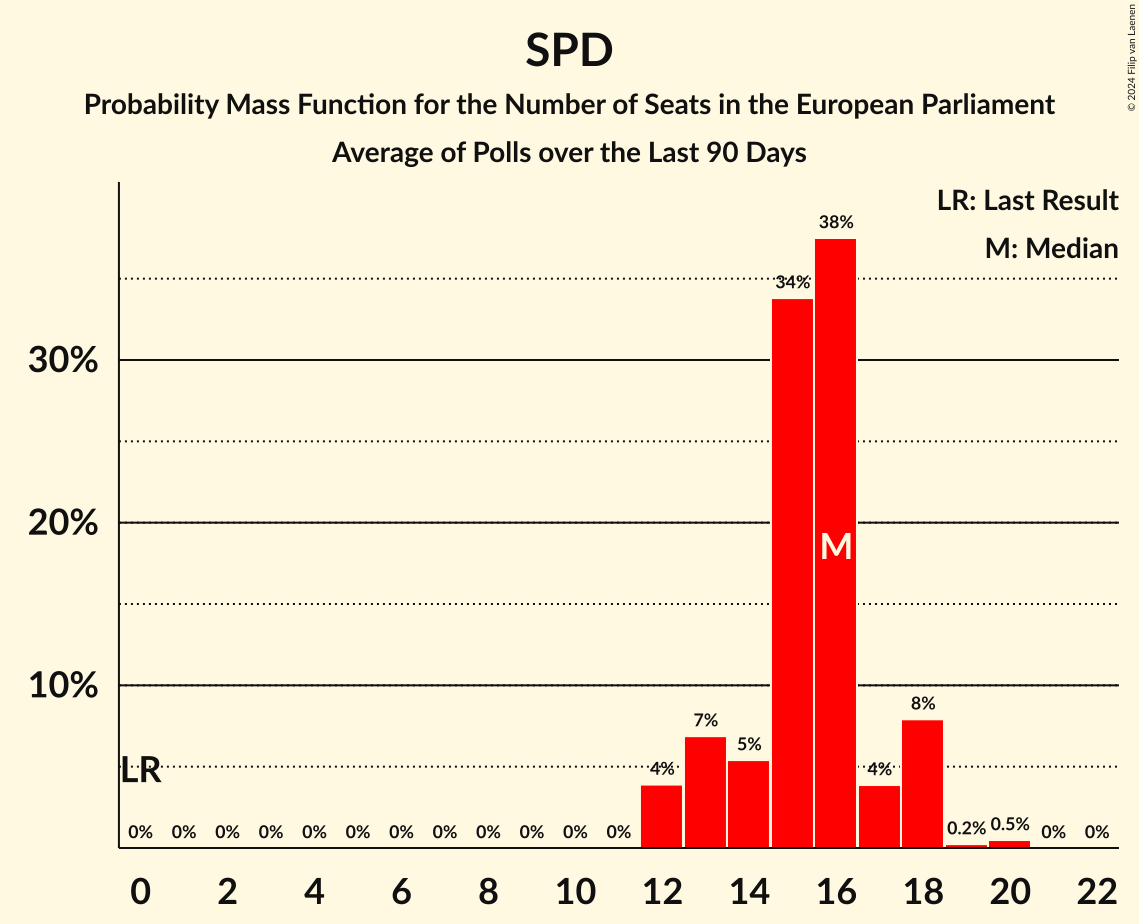 SPD
Probability Mass Function for the Number of Seats in the European Parliament
Average of Polls over the Last 90 Days
© 2024 Filip van Laenen
LR: Last Result
M: Median
38%
34%
30%
20%
M
10%
8%
7%
5%
LR
4%
4%
0% 0% 0% 0% 0% 0% 0% 0% 0% 0% 0% 0% 0.2% 0.5% 0% 0%
0 2 4 6 8 10 12 14 16 18 20 22